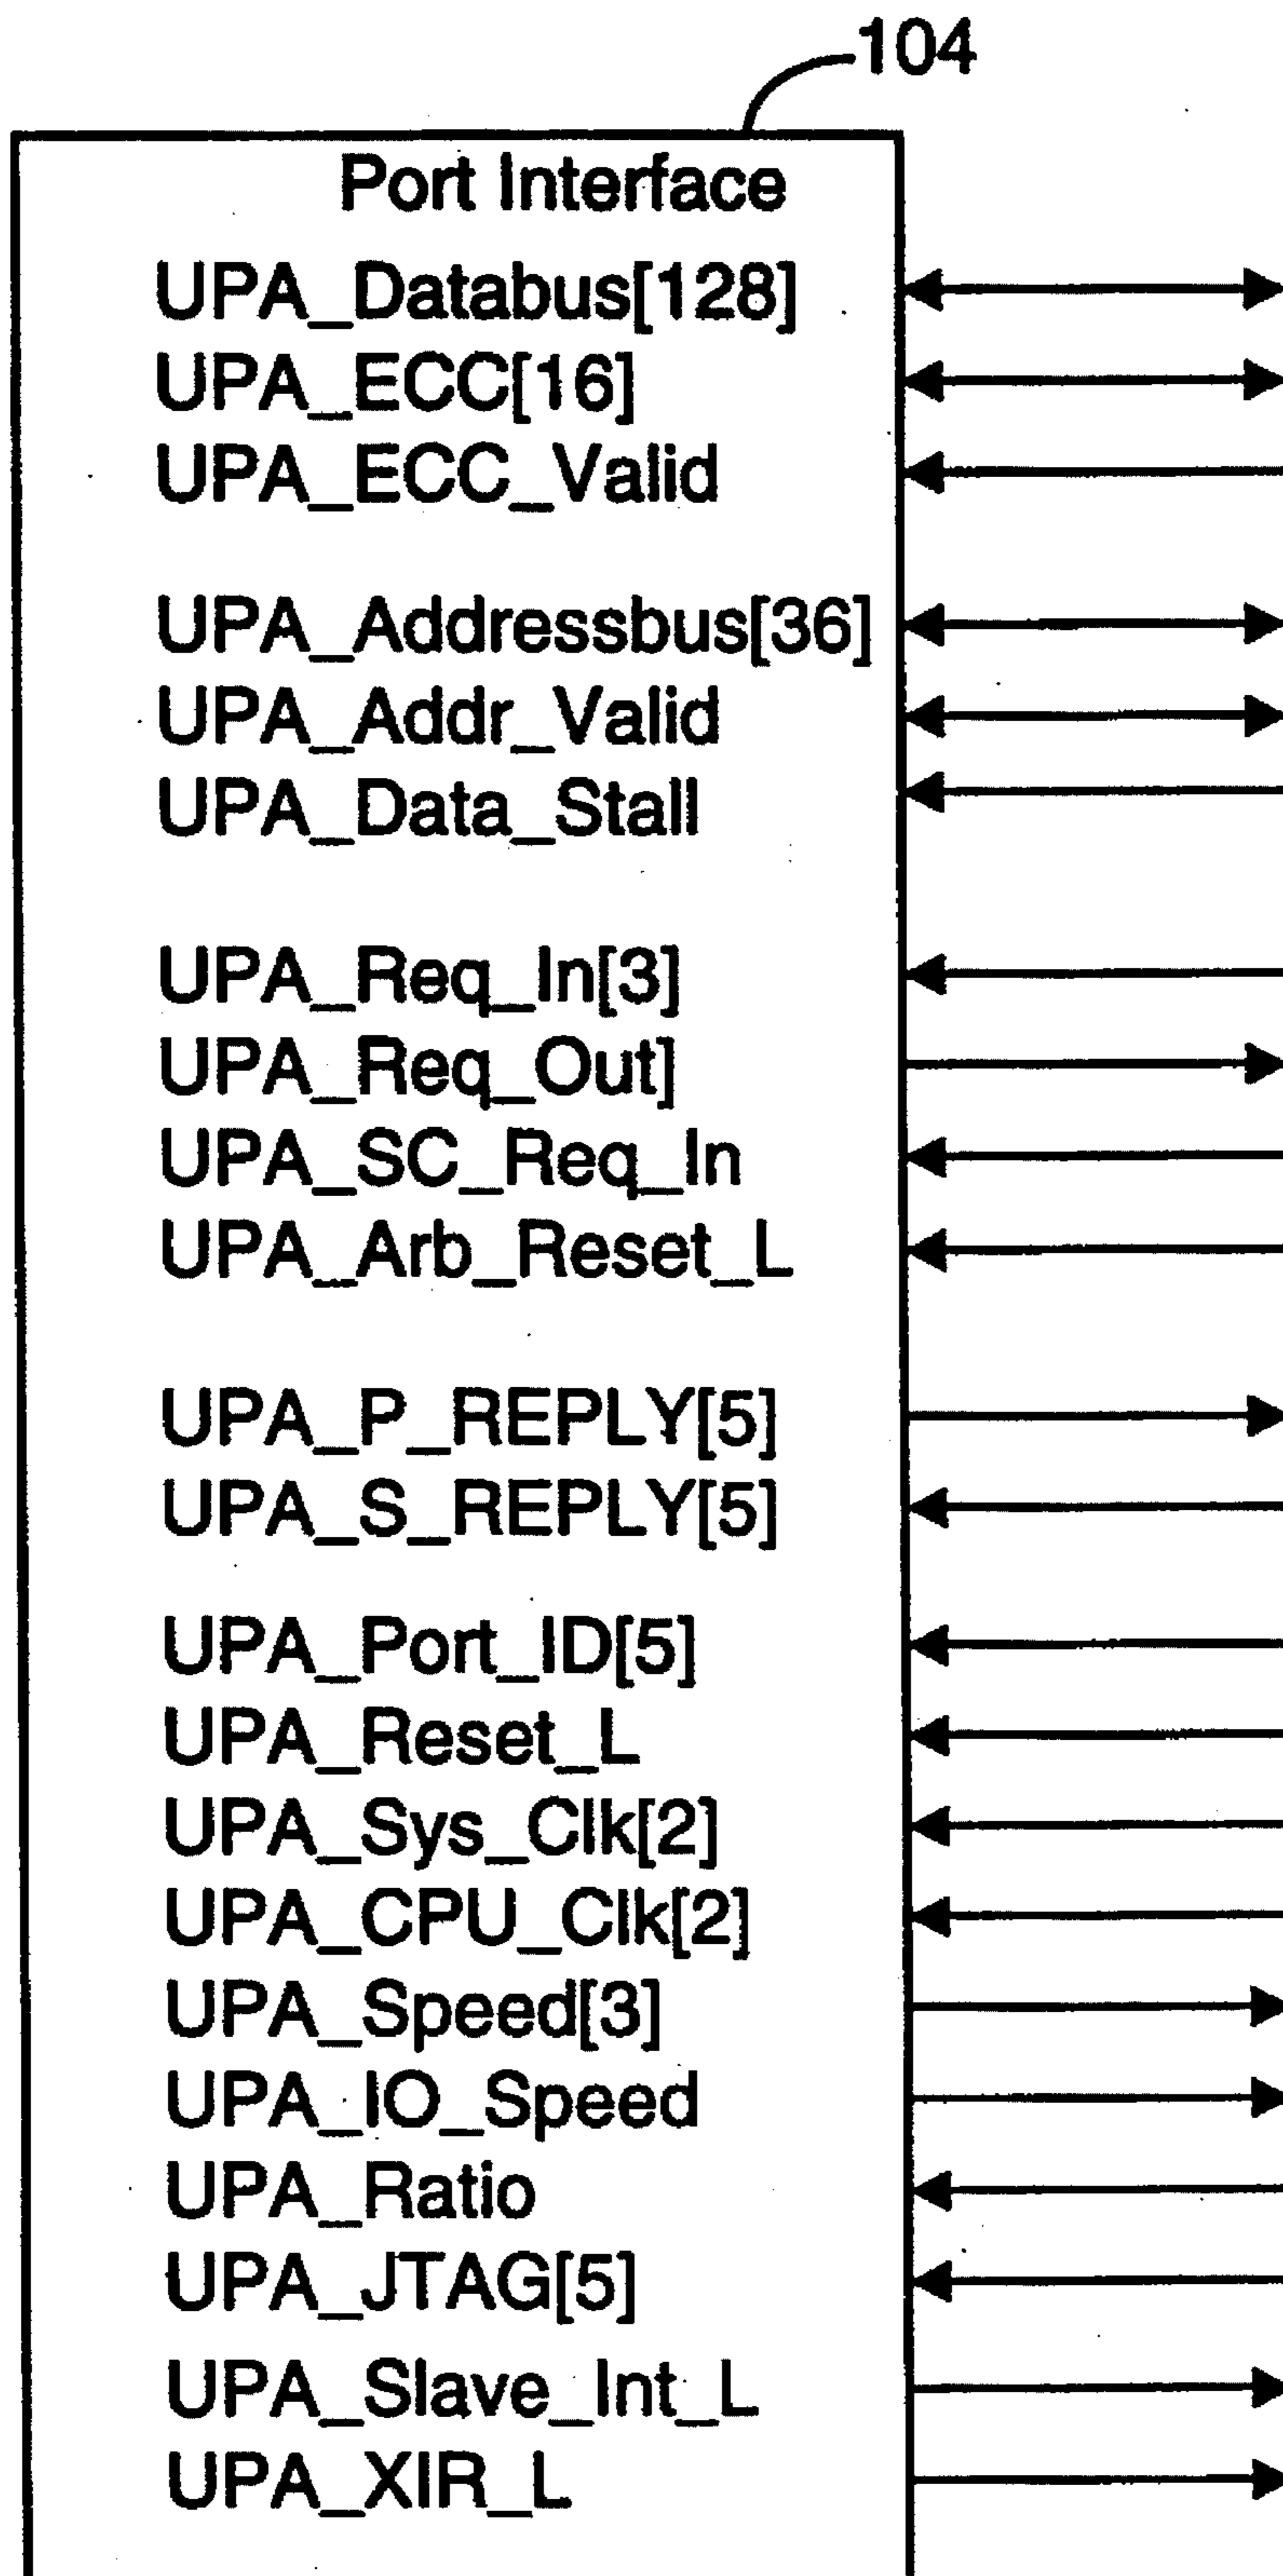 104
Port Interface
UPA_Databus[128]
UPA_ECC[16]
UPA_ECC_Valid
UPA_Addressbus[36]
UPA_Addr_Valid
UPA_Data_Stall
UPA_Req_In[3]
UPA_Req_Out]
UPA_SC_Req_In
UPA_Arb_Reset_L
UPA_P_REPLY[5]
UPA_S_REPLY[5]
UPA_Port_ID[5]
UPA_Reset_L
UPA_Sys_Clk[2]
UPA_CPU_Clk[2]
UPA_Speed[3]
UPA_IO_Speed
UPA_Ratio
UPA_JTAG[5]
UPA_Slave_Int_L
UPA_XIR_L